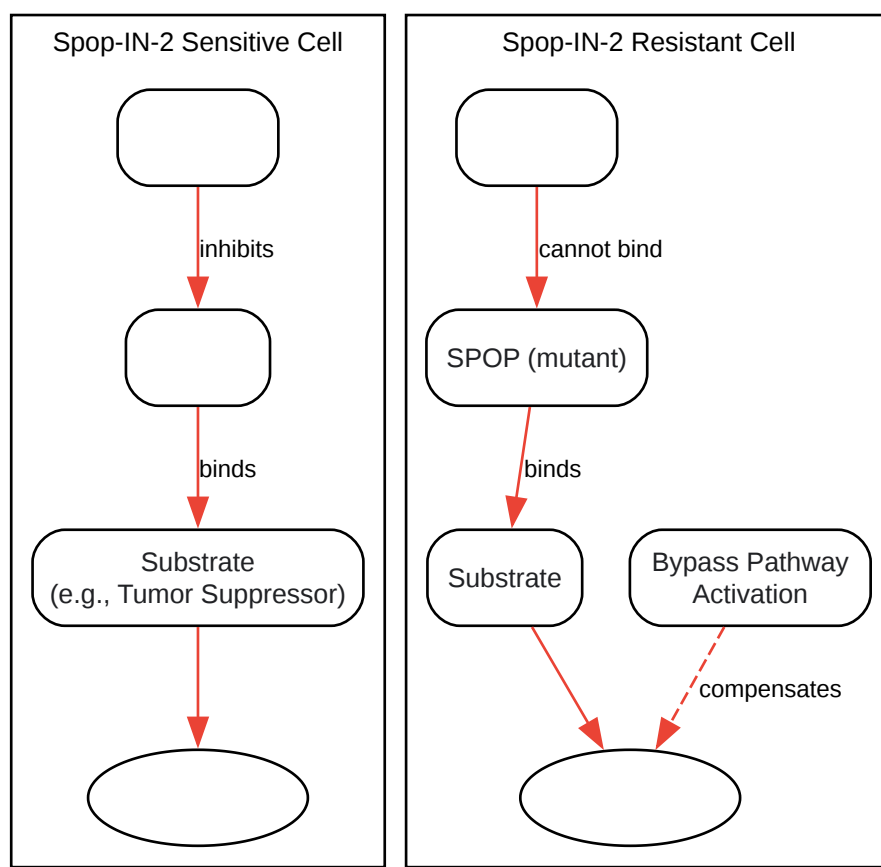 Spop-IN-2 Sensitive Cell
inhibits
binds
Substrate
(e.g., Tumor Suppressor)
Spop-IN-2 Resistant Cell
cannot bind
SPOP (mutant)
binds
Substrate
Bypass Pathway
Activation
compensates